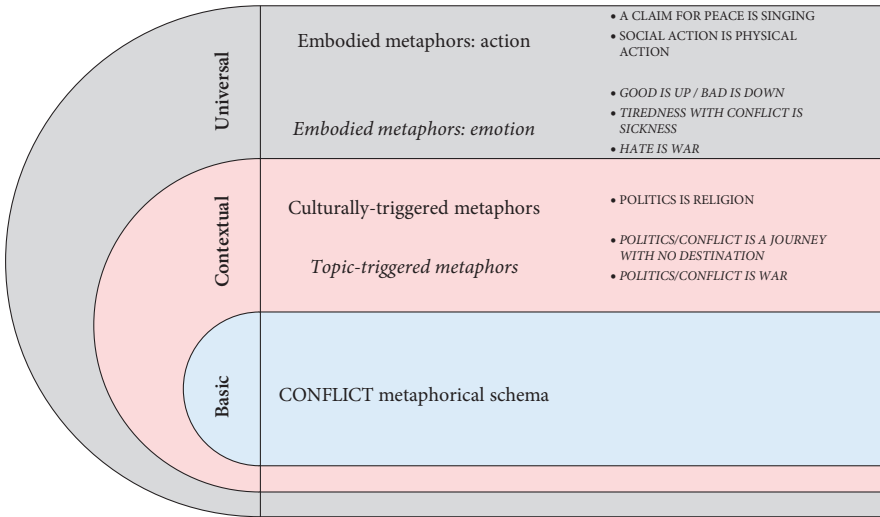 Universal
Embodied metaphors: action
• A CLAIM FOR PEACE IS SINGING
• SOCIAL ACTION IS PHYSICAL
ACTION
Embodied metaphors: emotion
• GOOD IS UP / BAD IS DOWN
• TIREDNESS WITH CONFLICT IS
SICKNESS
• HATE IS WAR
Contextual
Culturally-triggered metaphors
• POLITICS IS RELIGION
Topic-triggered metaphors
• POLITICS/CONFLICT IS A JOURNEY
WITH NO DESTINATION
• POLITICS/CONFLICT IS WAR
Basic
CONFLICT metaphorical schema